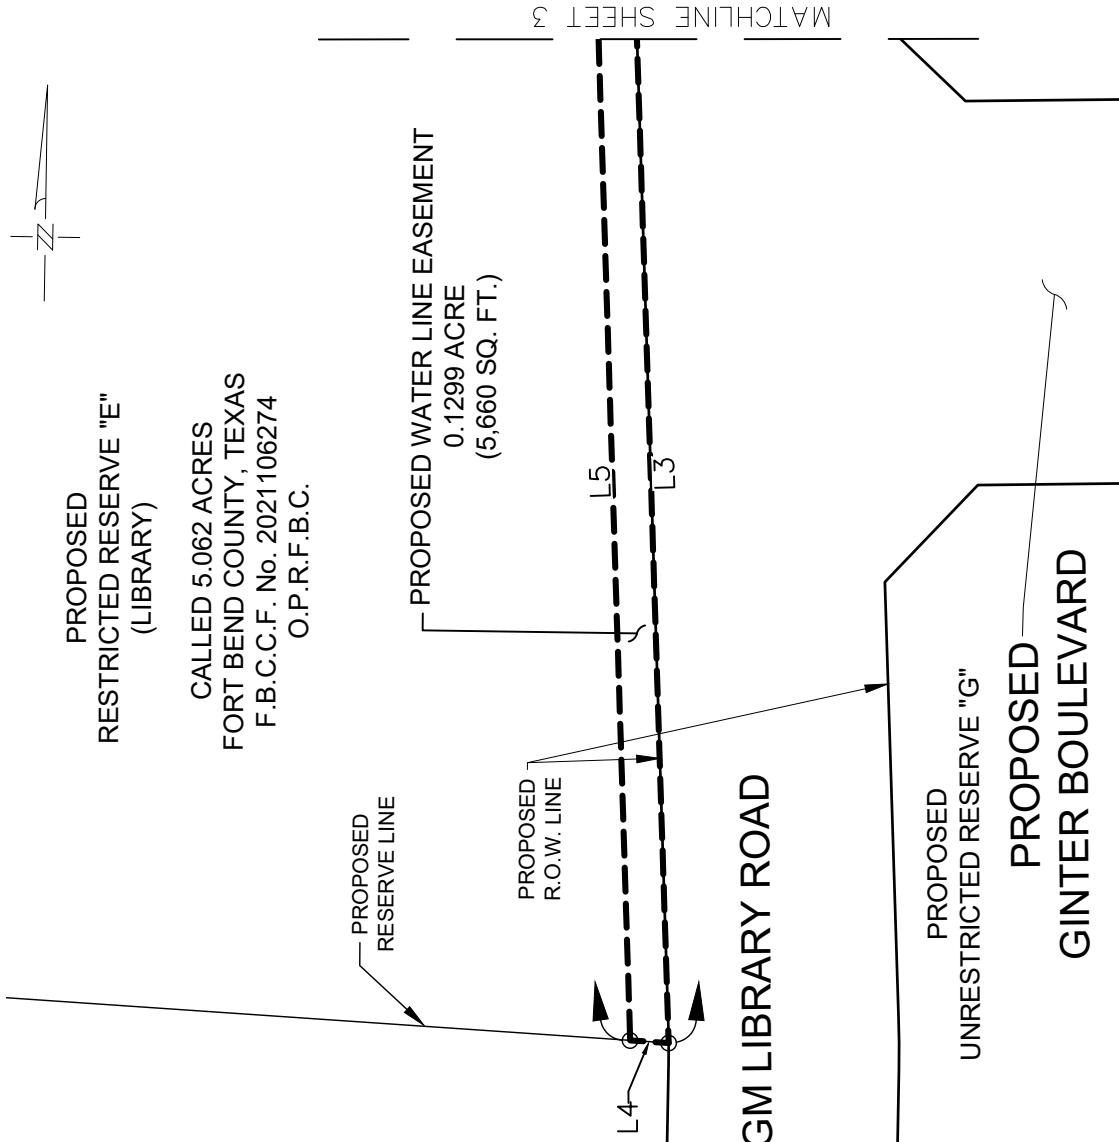 MATCHLINE SHEET 3
N
PROPOSED
RESTRICTED RESERVE "E"
(LIBRARY)
CALLED 5.062 ACRES
FORT BEND COUNTY, TEXAS
F.B.C.C.F. No. 2021106274
O.P.R.F.B.C.
PROPOSED WATER LINE EASEMENT
0.1299 ACRE
(5,660 SQ. FT.)
L5
L3
PROPOSED
RESERVE LINE
PROPOSED
R.O.W. LINE
L4
GM LIBRARY ROAD
PROPOSED
UNRESTRICTED RESERVE "G"
PROPOSED
GINTER BOULEVARD